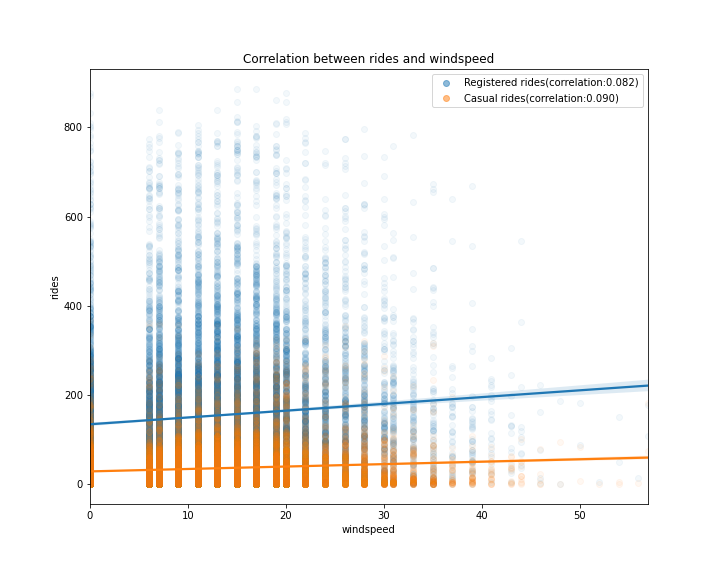 Correlation between rides and windspeed
Registered rides(correlation:0.082)
Casual rides(correlation:0.090)
800
600
400
200
0
rides
0 10 20 30 40 50
windspeed